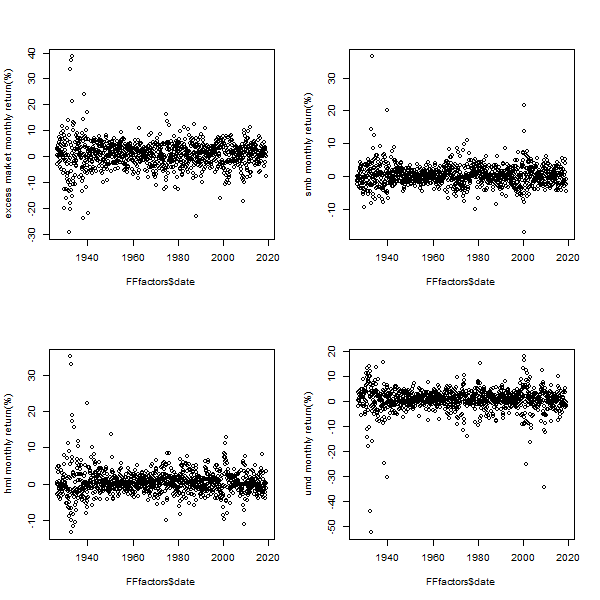 excess market monthly return(%)
40
30
20
10
0
-10
-20
-30
1940 1960 1980 2000 2020
FFfactors$date
smb monthly return(%)
30
20
10
0
-10
1940 1960 1980 2000 2020
FFfactors$date
hml monthly return(%)
30
20
10
0
-10
1940 1960 1980 2000 2020
FFfactors$date
umd monthly return(%)
20
10
0
-10
-20
-30
-40
-50
1940 1960 1980 2000 2020
FFfactors$date